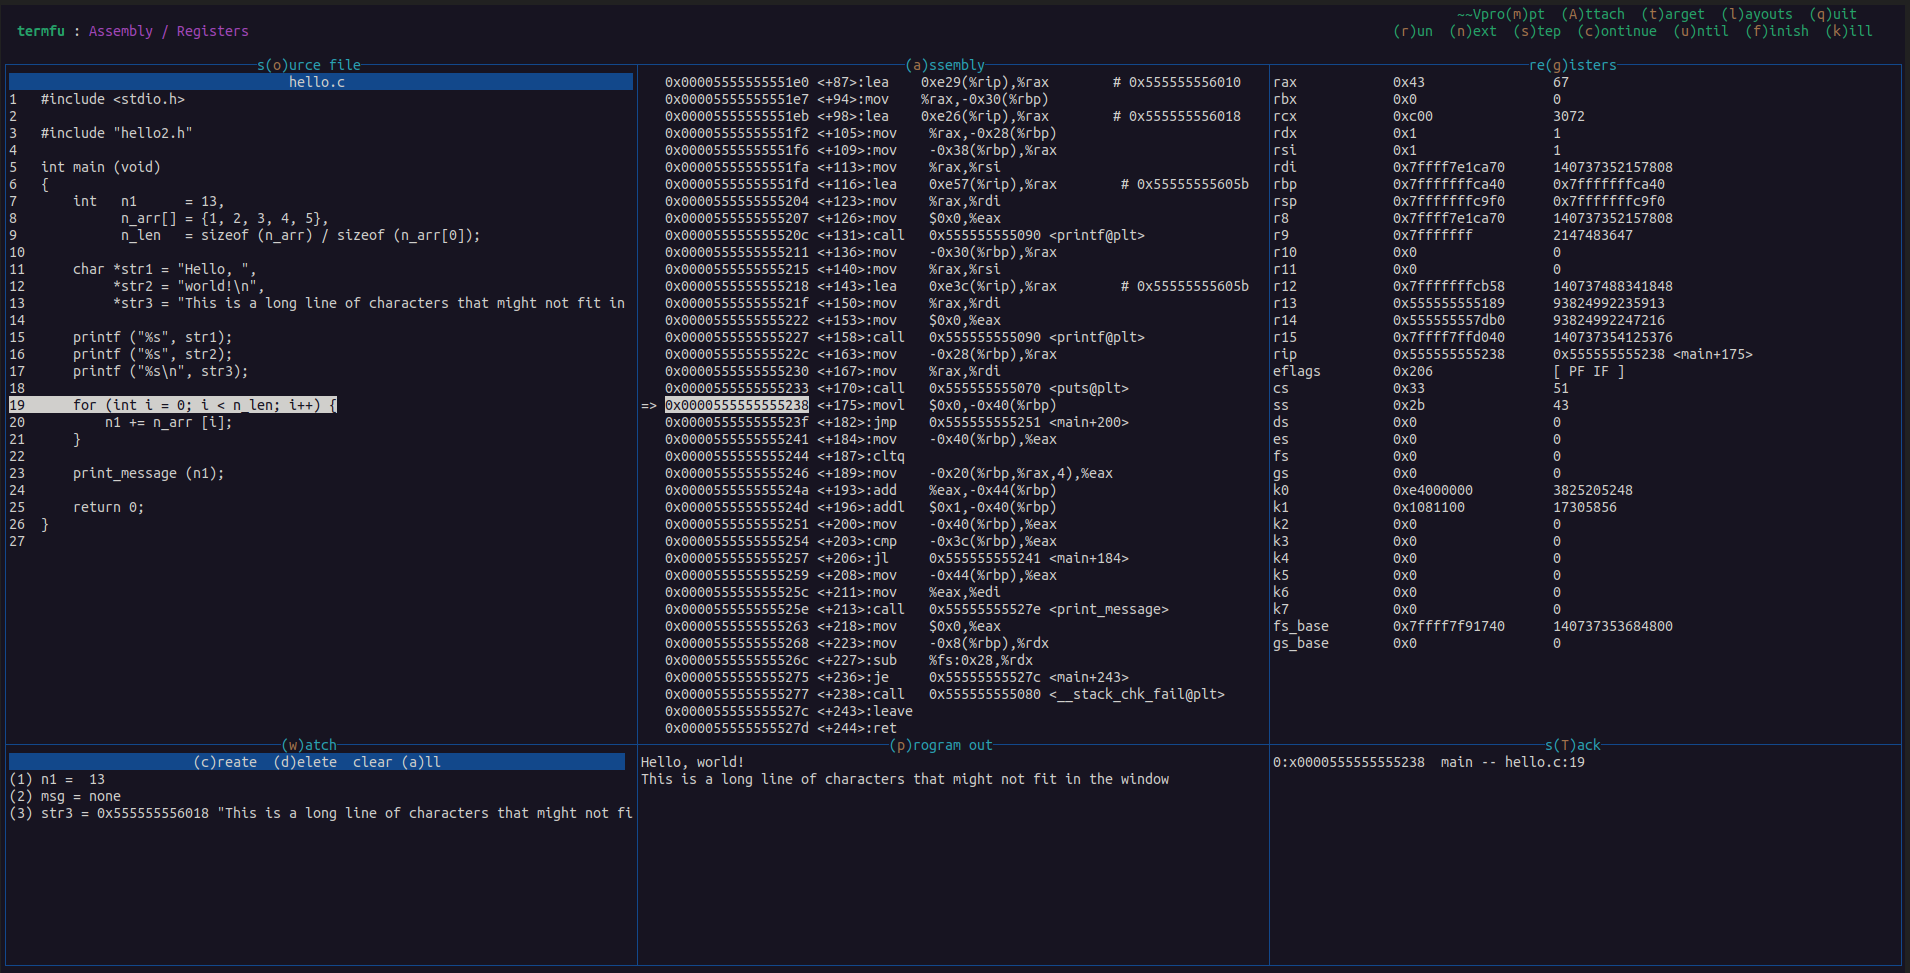 ~~Vpro(m)pt  (A)ttach  (t)arget  (l)ayouts  (q)uit
termfu : Assembly / Registers
(r)un  (n)ext  (s)tep  (c)ontinue  (u)ntil  (f)inish  (k)ill
s(o)urce file
hello.c
1   #include <stdio.h>
2
3   #include "hello2.h"
4
5   int main (void)
6   {
7       int   n1      = 13,
8             n_arr[] = {1, 2, 3, 4, 5},
9             n_len   = sizeof (n_arr) / sizeof (n_arr[0]);
10
11      char *str1 = "Hello, ",
12           *str2 = "world!\n",
13           *str3 = "This is a long line of characters that might not fit in
14
15      printf ("%s", str1);
16      printf ("%s", str2);
17      printf ("%s\n", str3);
18
19      for (int i = 0; i < n_len; i++) {
20          n1 += n_arr [i];
21      }
22
23      print_message (n1);
24
25      return 0;
26  }
27
(a)ssembly
0x00005555555551e0 <+87>:lea    0xe29(%rip),%rax        # 0x555555556010
0x00005555555551e7 <+94>:mov    %rax,-0x30(%rbp)
0x00005555555551eb <+98>:lea    0xe26(%rip),%rax        # 0x555555556018
0x00005555555551f2 <+105>:mov    %rax,-0x28(%rbp)
0x00005555555551f6 <+109>:mov    -0x38(%rbp),%rax
0x00005555555551fa <+113>:mov    %rax,%rsi
0x00005555555551fd <+116>:lea    0xe57(%rip),%rax        # 0x55555555605b
0x0000555555555204 <+123>:mov    %rax,%rdi
0x0000555555555207 <+126>:mov    $0x0,%eax
0x000055555555520c <+131>:call   0x555555555090 <printf@plt>
0x0000555555555211 <+136>:mov    -0x30(%rbp),%rax
0x0000555555555215 <+140>:mov    %rax,%rsi
0x0000555555555218 <+143>:lea    0xe3c(%rip),%rax        # 0x55555555605b
0x000055555555521f <+150>:mov    %rax,%rdi
0x0000555555555222 <+153>:mov    $0x0,%eax
0x0000555555555227 <+158>:call   0x555555555090 <printf@plt>
0x000055555555522c <+163>:mov    -0x28(%rbp),%rax
0x0000555555555230 <+167>:mov    %rax,%rdi
0x0000555555555233 <+170>:call   0x555555555070 <puts@plt>
=> 0x0000555555555238 <+175>:movl   $0x0,-0x40(%rbp)
0x000055555555523f <+182>:jmp    0x555555555251 <main+200>
0x0000555555555241 <+184>:mov    -0x40(%rbp),%eax
0x0000555555555244 <+187>:cltq
0x0000555555555246 <+189>:mov    -0x20(%rbp,%rax,4),%eax
0x000055555555524a <+193>:add    %eax,-0x44(%rbp)
0x000055555555524d <+196>:addl   $0x1,-0x40(%rbp)
0x0000555555555251 <+200>:mov    -0x40(%rbp),%eax
0x0000555555555254 <+203>:cmp    -0x3c(%rbp),%eax
0x0000555555555257 <+206>:jl     0x555555555241 <main+184>
0x0000555555555259 <+208>:mov    -0x44(%rbp),%eax
0x000055555555525c <+211>:mov    %eax,%edi
0x000055555555525e <+213>:call   0x55555555527e <print_message>
0x0000555555555263 <+218>:mov    $0x0,%eax
0x0000555555555268 <+223>:mov    -0x8(%rbp),%rdx
0x000055555555526c <+227>:sub    %fs:0x28,%rdx
0x0000555555555275 <+236>:je     0x55555555527c <main+243>
0x0000555555555277 <+238>:call   0x555555555080 <__stack_chk_fail@plt>
0x000055555555527c <+243>:leave
0x000055555555527d <+244>:ret
re(g)isters
rax            0x43                67
rbx            0x0                 0
rcx            0xc00               3072
rdx            0x1                 1
rsi            0x1                 1
rdi            0x7ffff7e1ca70      140737352157808
rbp            0x7fffffffca40      0x7fffffffca40
rsp            0x7fffffffc9f0      0x7fffffffc9f0
r8             0x7ffff7e1ca70      140737352157808
r9             0x7fffffff          2147483647
r10            0x0                 0
r11            0x0                 0
r12            0x7fffffffcb58      140737488341848
r13            0x555555555189      93824992235913
r14            0x555555557db0      93824992247216
r15            0x7ffff7ffd040      140737354125376
rip            0x555555555238      0x555555555238 <main+175>
eflags         0x206               [ PF IF ]
cs             0x33                51
ss             0x2b                43
ds             0x0                 0
es             0x0                 0
fs             0x0                 0
gs             0x0                 0
k0             0xe4000000          3825205248
k1             0x1081100           17305856
k2             0x0                 0
k3             0x0                 0
k4             0x0                 0
k5             0x0                 0
k6             0x0                 0
k7             0x0                 0
fs_base        0x7ffff7f91740      140737353684800
gs_base        0x0                 0
(w)atch
(c)reate  (d)elete  clear (a)ll
(1) n1 =  13
(2) msg = none
(3) str3 = 0x555555556018 "This is a long line of characters that might not fi
(p)rogram out
Hello, world!
This is a long line of characters that might not fit in the window
s(T)ack
0:x0000555555555238  main -- hello.c:19